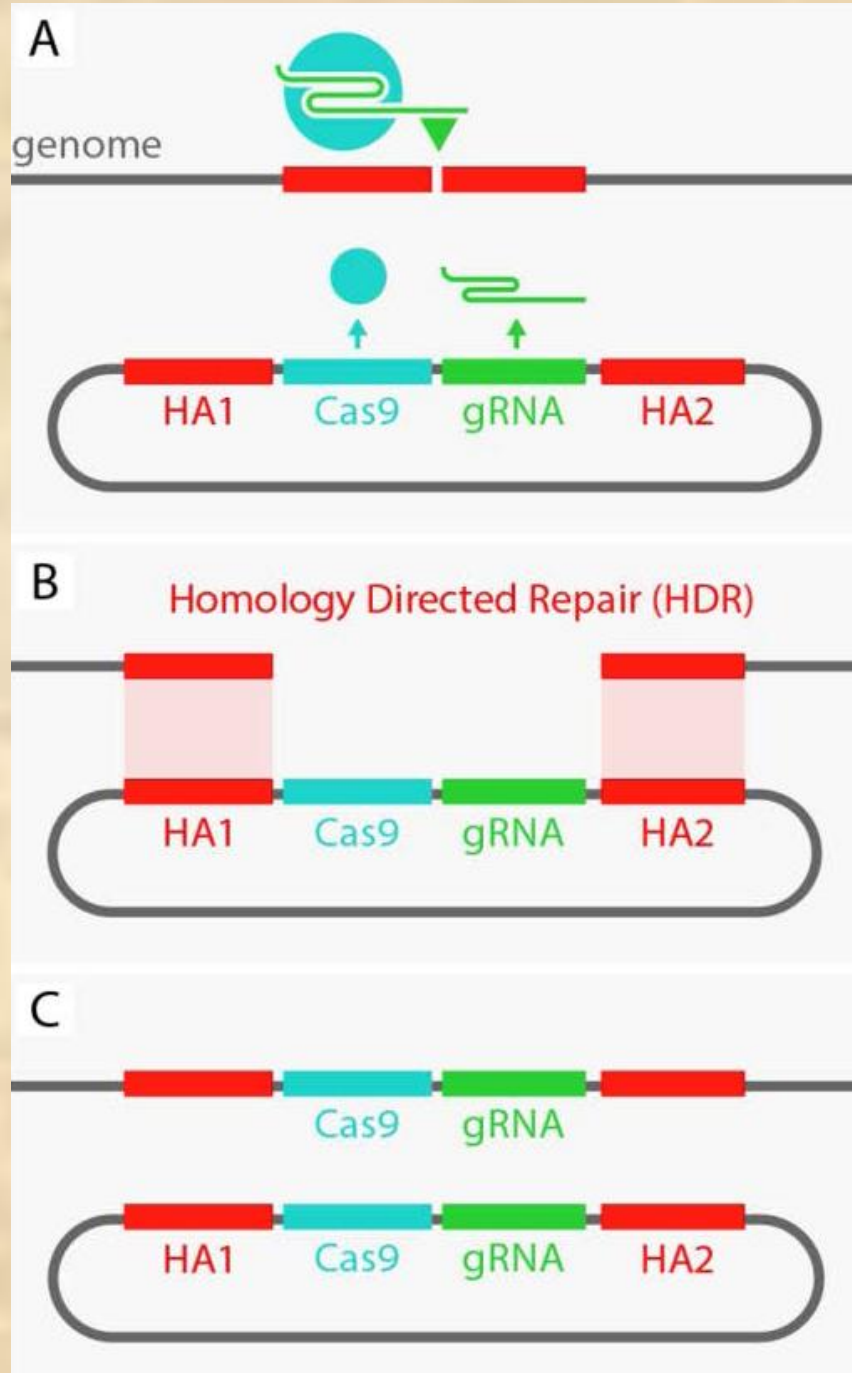 A
genome
HA1 Cas9 gRNA HA2
B
Homology Directed Repair (HDR)
HA1 Cas9 gRNA HA2
C
Cas9 gRNA
HA1 Cas9 gRNA HA2